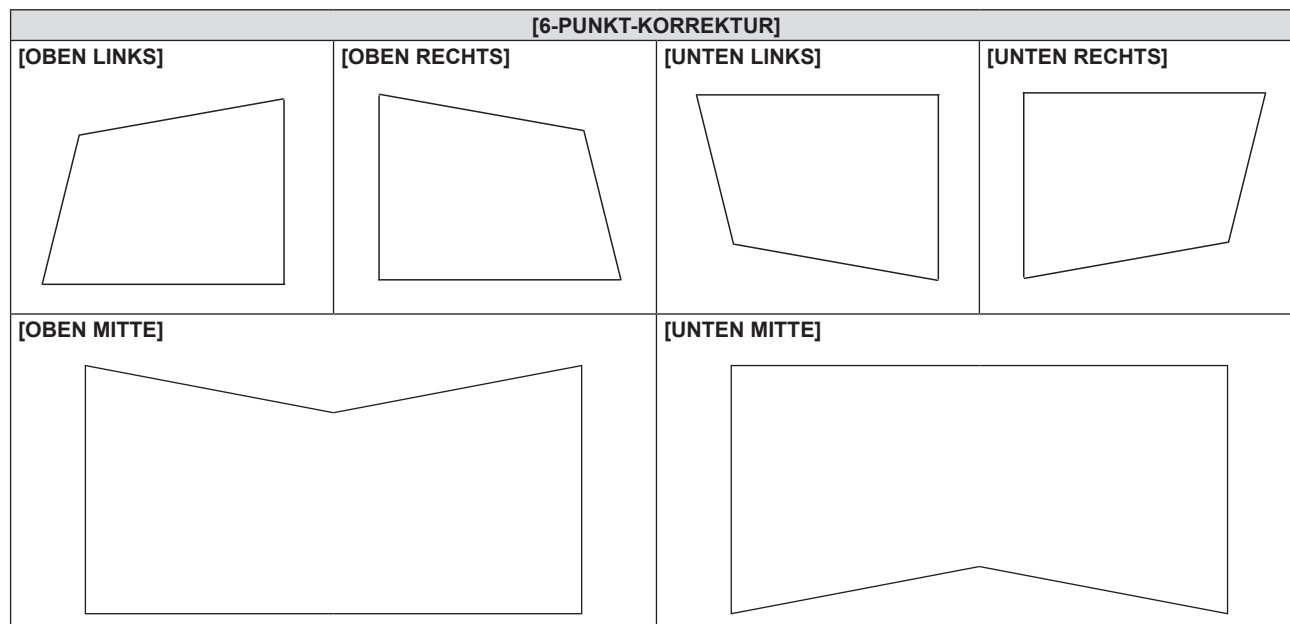 [6-PUNKT-KORREKTUR]
[OBEN LINKS]
[OBEN RECHTS]
[UNTEN LINKS]
[UNTEN RECHTS]
[OBEN MITTE]
[UNTEN MITTE]